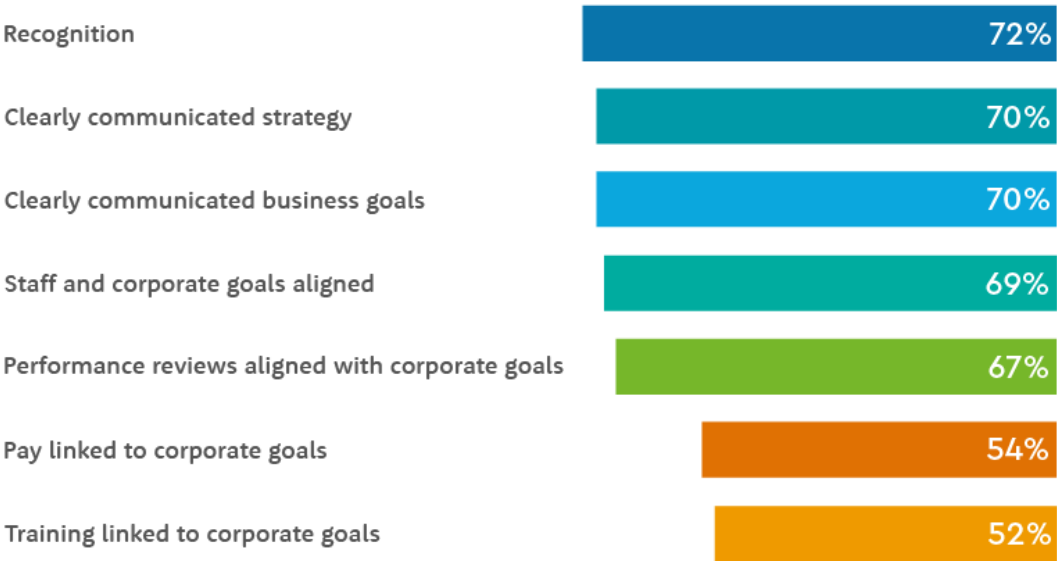 Recognition 72%
Clearly communicated strategy 70%
Clearly communicated business goals 70%
Staff and corporate goals aligned 69%
Performance reviews aligned with corporate goals 67%
Pay linked to corporate goals 54%
Training linked to corporate goals 52%